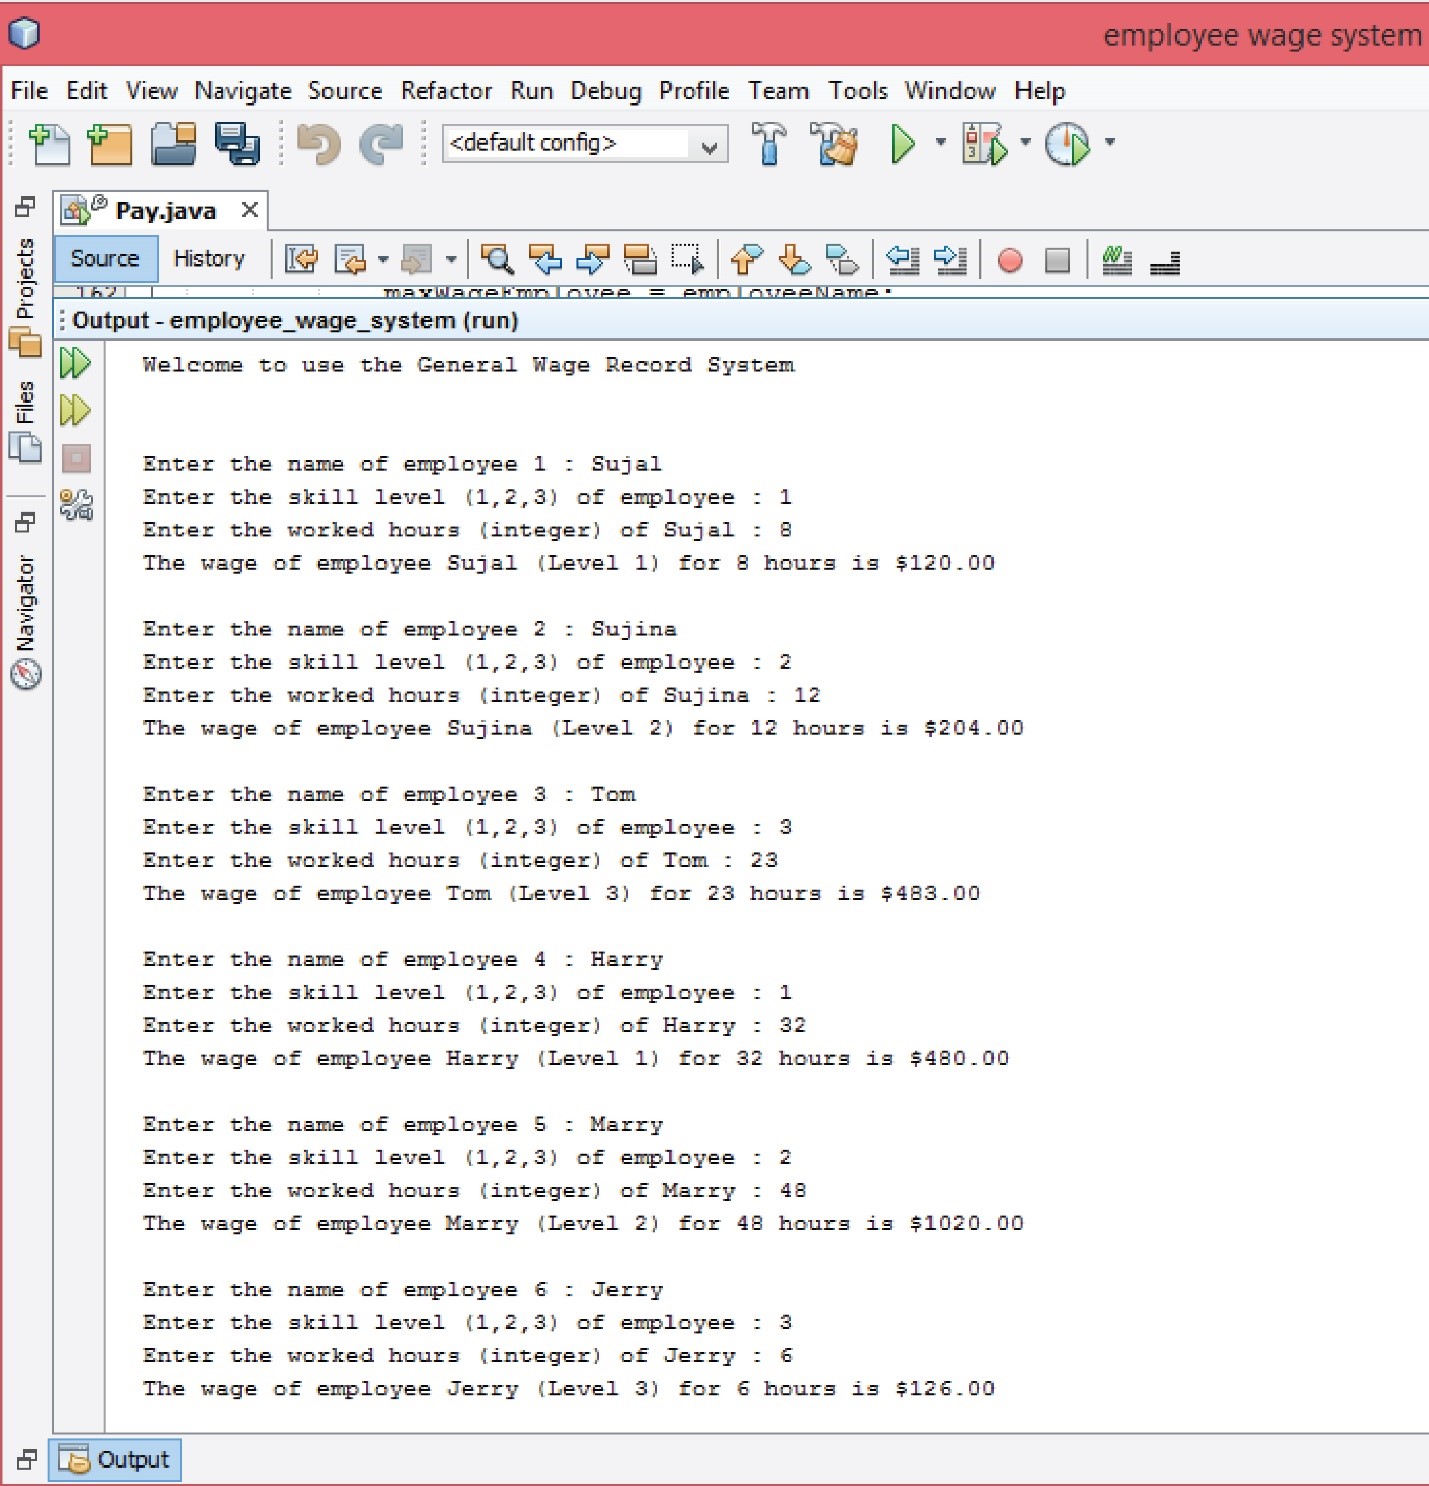 employee wage system
File Edit View Navigate Source Refactor Run Debug Profile Team Tools Window Help
<default config>
Pay.java
Source History
Projects
Files
Navigator
162 maxWageEmployee = employeeName;
Output - employee_wage_system (run)
Welcome to use the General Wage Record System
Enter the name of employee 1 : Sujal
Enter the skill level (1,2,3) of employee : 1
Enter the worked hours (integer) of Sujal : 8
The wage of employee Sujal (Level 1) for 8 hours is $120.00
Enter the name of employee 2 : Sujina
Enter the skill level (1,2,3) of employee : 2
Enter the worked hours (integer) of Sujina : 12
The wage of employee Sujina (Level 2) for 12 hours is $204.00
Enter the name of employee 3 : Tom
Enter the skill level (1,2,3) of employee : 3
Enter the worked hours (integer) of Tom : 23
The wage of employee Tom (Level 3) for 23 hours is $483.00
Enter the name of employee 4 : Harry
Enter the skill level (1,2,3) of employee : 1
Enter the worked hours (integer) of Harry : 32
The wage of employee Harry (Level 1) for 32 hours is $480.00
Enter the name of employee 5 : Marry
Enter the skill level (1,2,3) of employee : 2
Enter the worked hours (integer) of Marry : 48
The wage of employee Marry (Level 2) for 48 hours is $1020.00
Enter the name of employee 6 : Jerry
Enter the skill level (1,2,3) of employee : 3
Enter the worked hours (integer) of Jerry : 6
The wage of employee Jerry (Level 3) for 6 hours is $126.00
Output